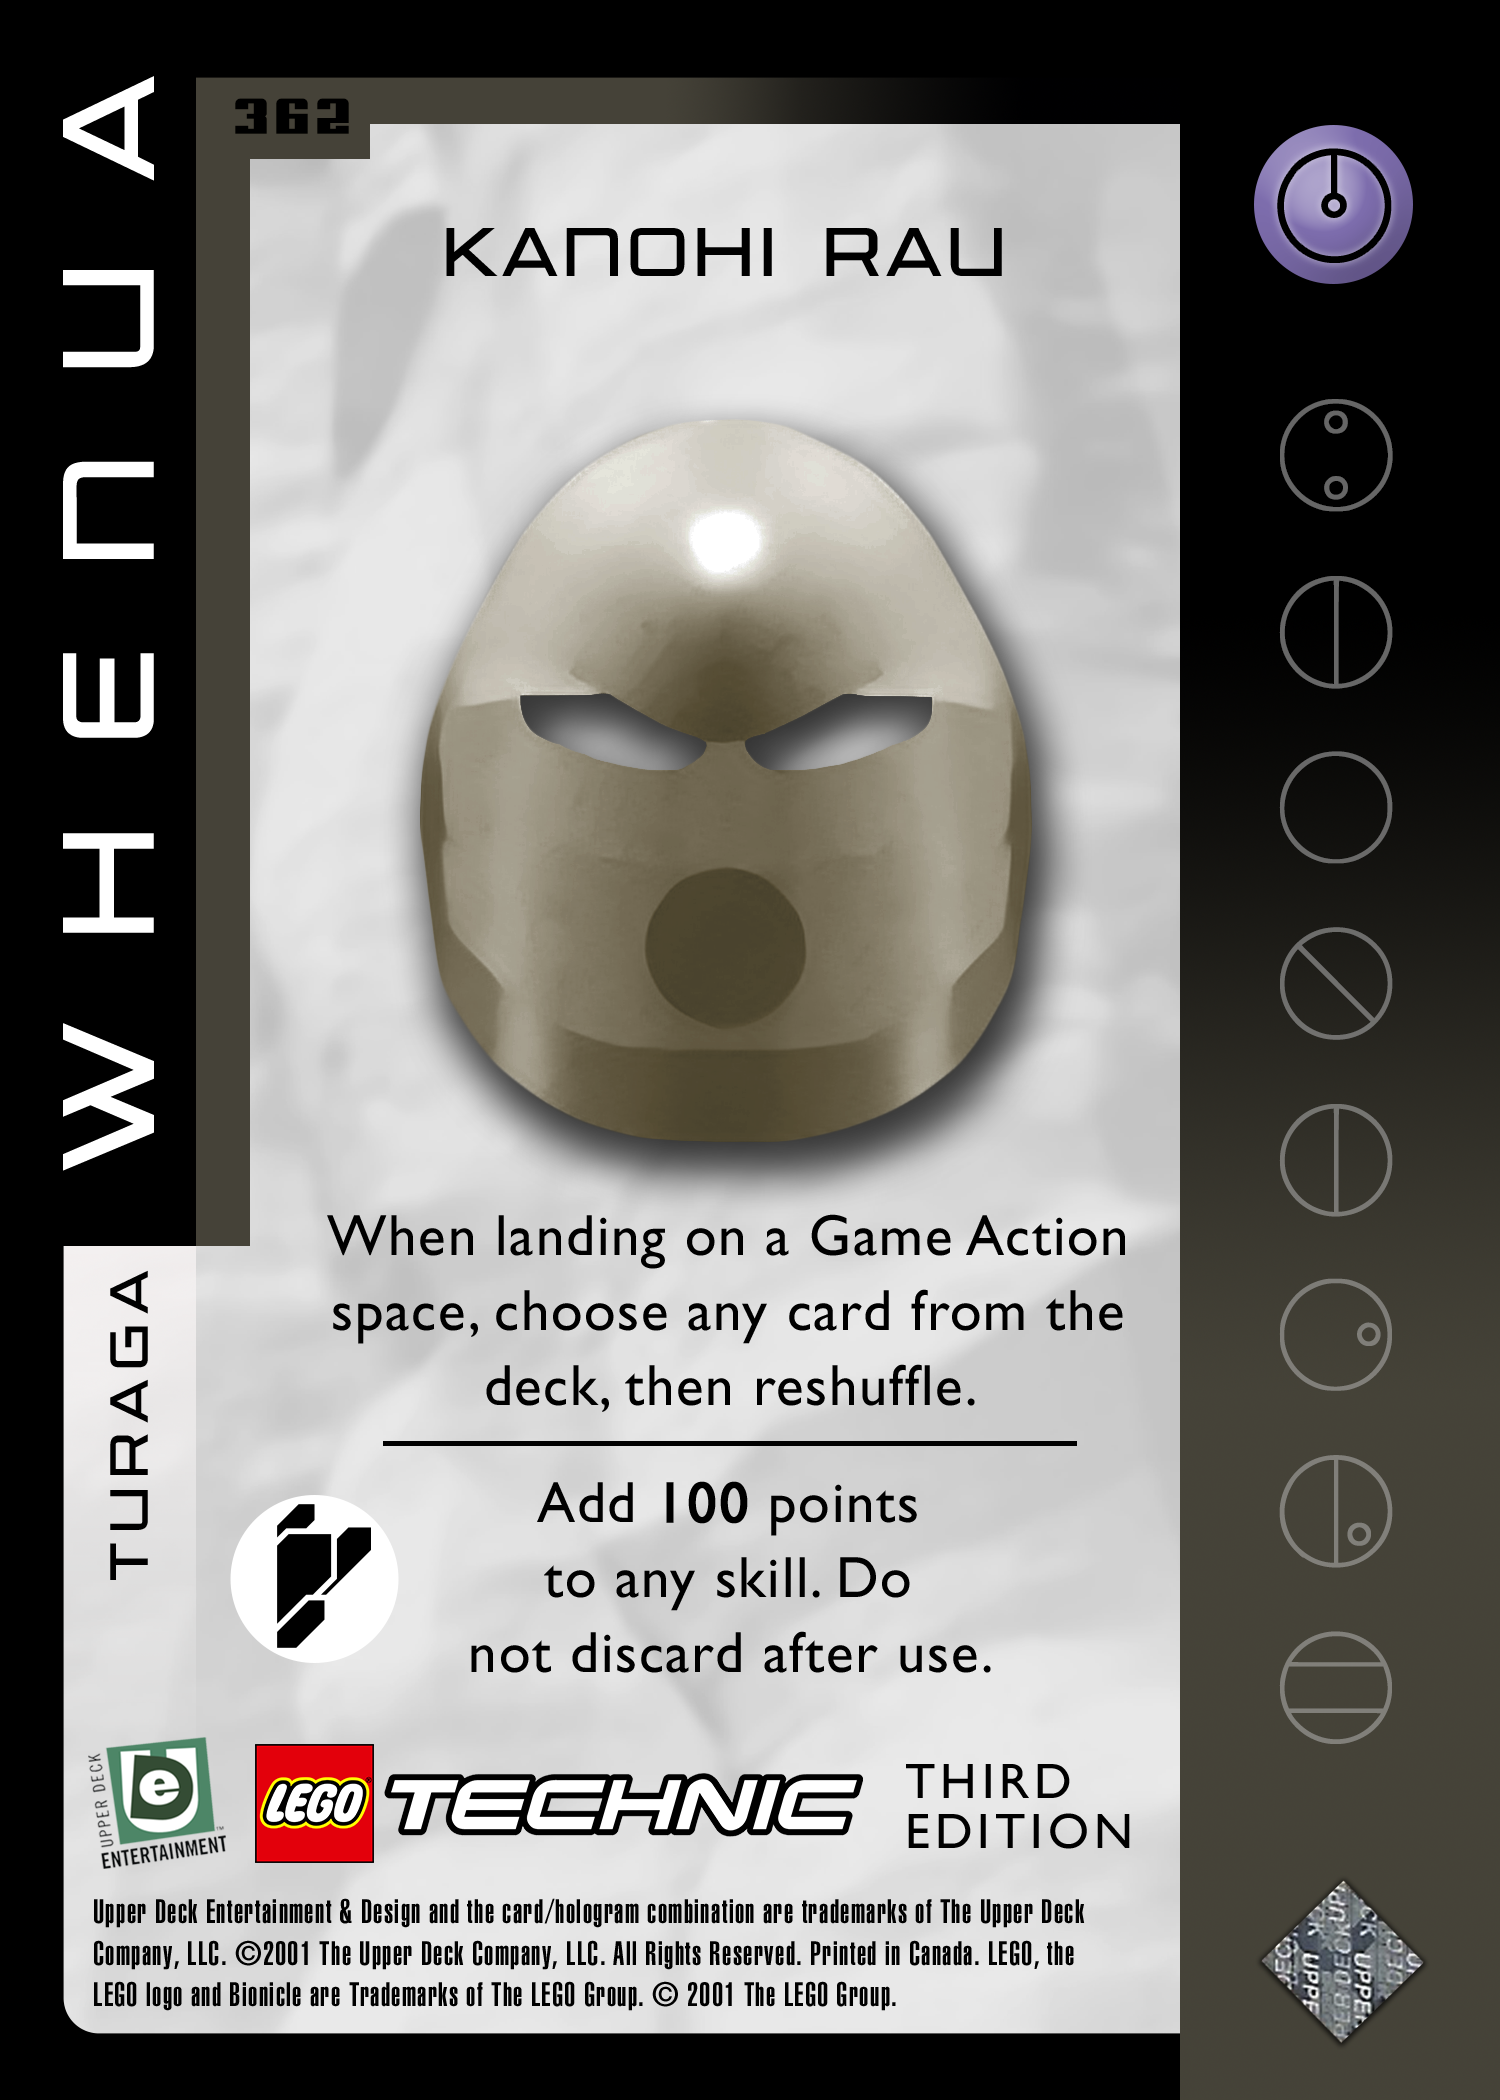 362
WHENUA
TURAGA
KANOHI RAU
When landing on a Game Action
space, choose any card from the
deck, then reshuffle.
Add 100 points
to any skill. Do
not discard after use.
UPPER DECK
ENTERTAINMENT
LEGO TECHNIC
THIRD
EDITION
Upper Deck Entertainment & Design and the card/hologram combination are trademarks of The Upper Deck
Company, LLC. ©2001 The Upper Deck Company, LLC. All Rights Reserved. Printed in Canada. LEGO, the
LEGO logo and Bionicle are Trademarks of The LEGO Group. © 2001 The LEGO Group.